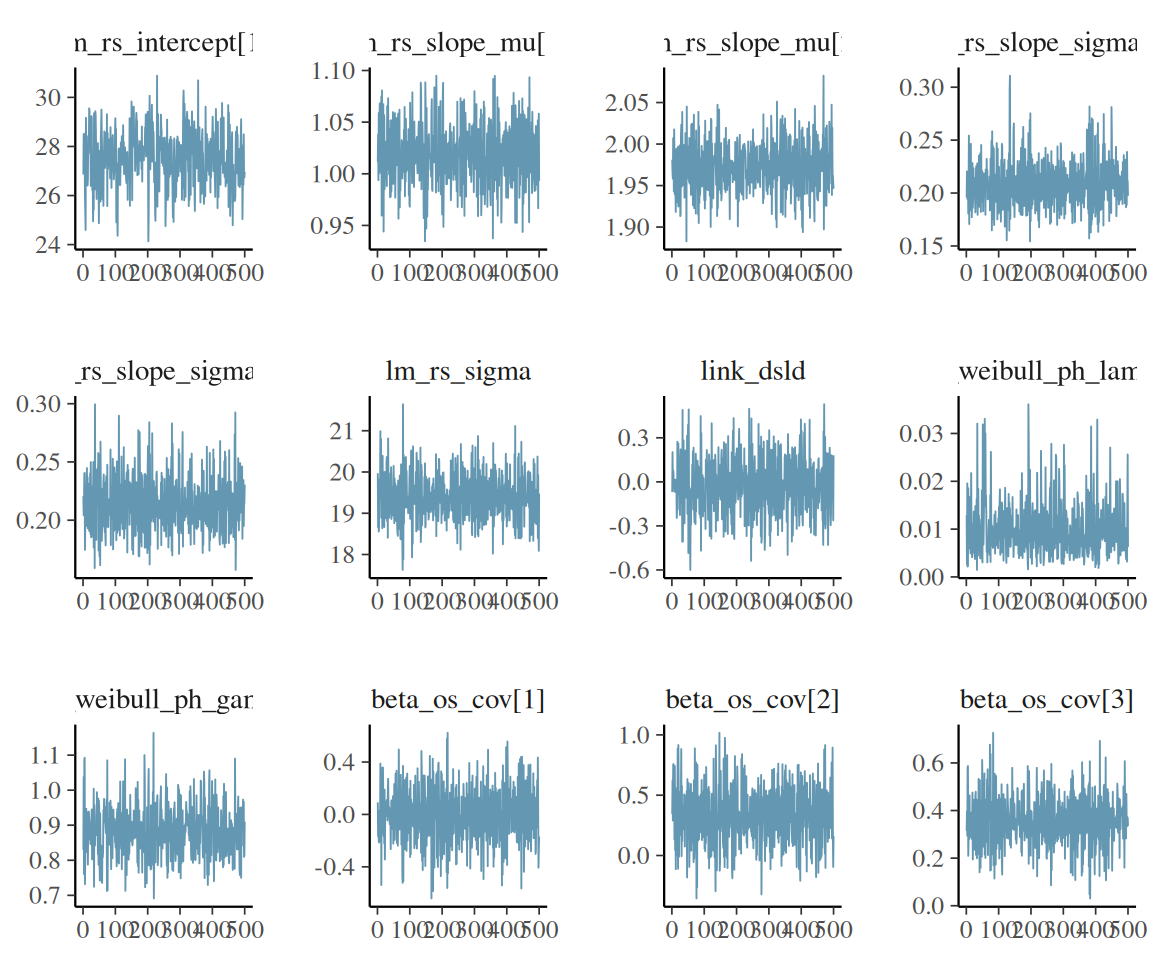 m_rs_intercept[1 n_rs_slope_mu[ n_rs_slope_mu[ _rs_slope_sigma
30 28 26 24
1.10 1.05 1.00 0.95
2.05 2.00 1.95 1.90
0.30 0.25 0.20 0.15
0 100 200 300 400 500 0 100 200 300 400 500 0 100 200 300 400 500 0 100 200 300 400 500
_rs_slope_sigma lm_rs_sigma link_dsld weibull_ph_lam
0.30 0.25 0.20
21 20 19 18
0.3 0.0 -0.3 -0.6
0.03 0.02 0.01 0.00
0 100 200 300 400 500 0 100 200 300 400 500 0 100 200 300 400 500 0 100 200 300 400 500
weibull_ph_gar beta_os_cov[1] beta_os_cov[2] beta_os_cov[3]
1.1 1.0 0.9 0.8 0.7
0.4 0.0 -0.4
1.0 0.5 0.0
0.6 0.4 0.2 0.0
0 100 200 300 400 500 0 100 200 300 400 500 0 100 200 300 400 500 0 100 200 300 400 500